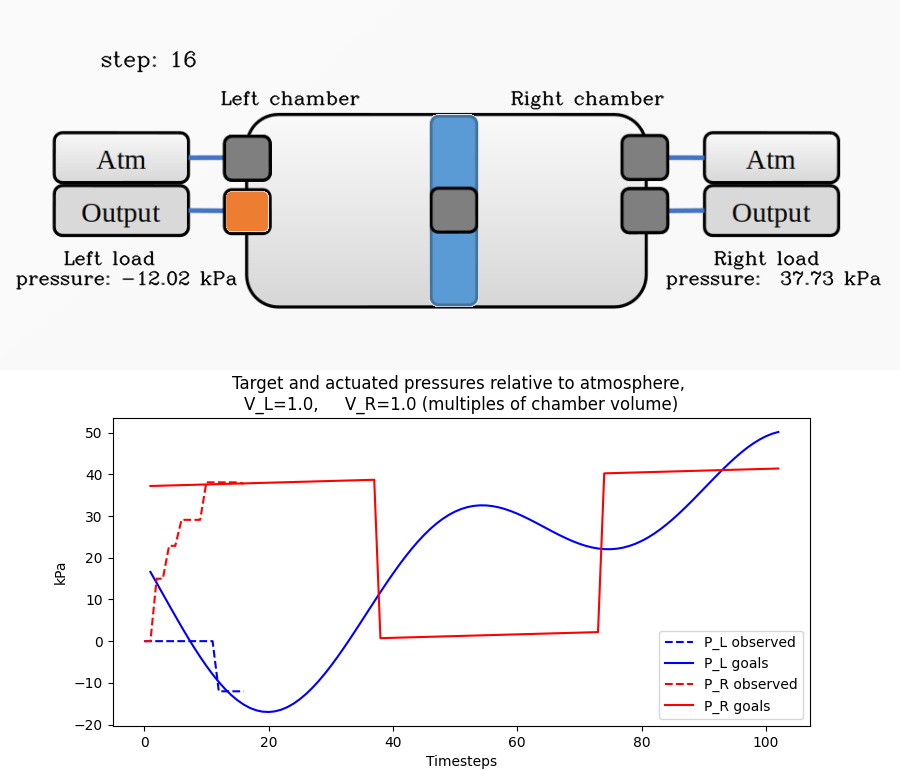 step: 16
Left chamber
Right chamber
Atm
Atm
Output
Output
Left load
pressure: −12.02 kPa
Right load
pressure: 37.73 kPa
Target and actuated pressures relative to atmosphere,
V_L=1.0, V_R=1.0 (multiples of chamber volume)
50
40
30
20
10
0
−10
−20
kPa
0
20
40
60
80
100
Timesteps
P_L observed
P_L goals
P_R observed
P_R goals